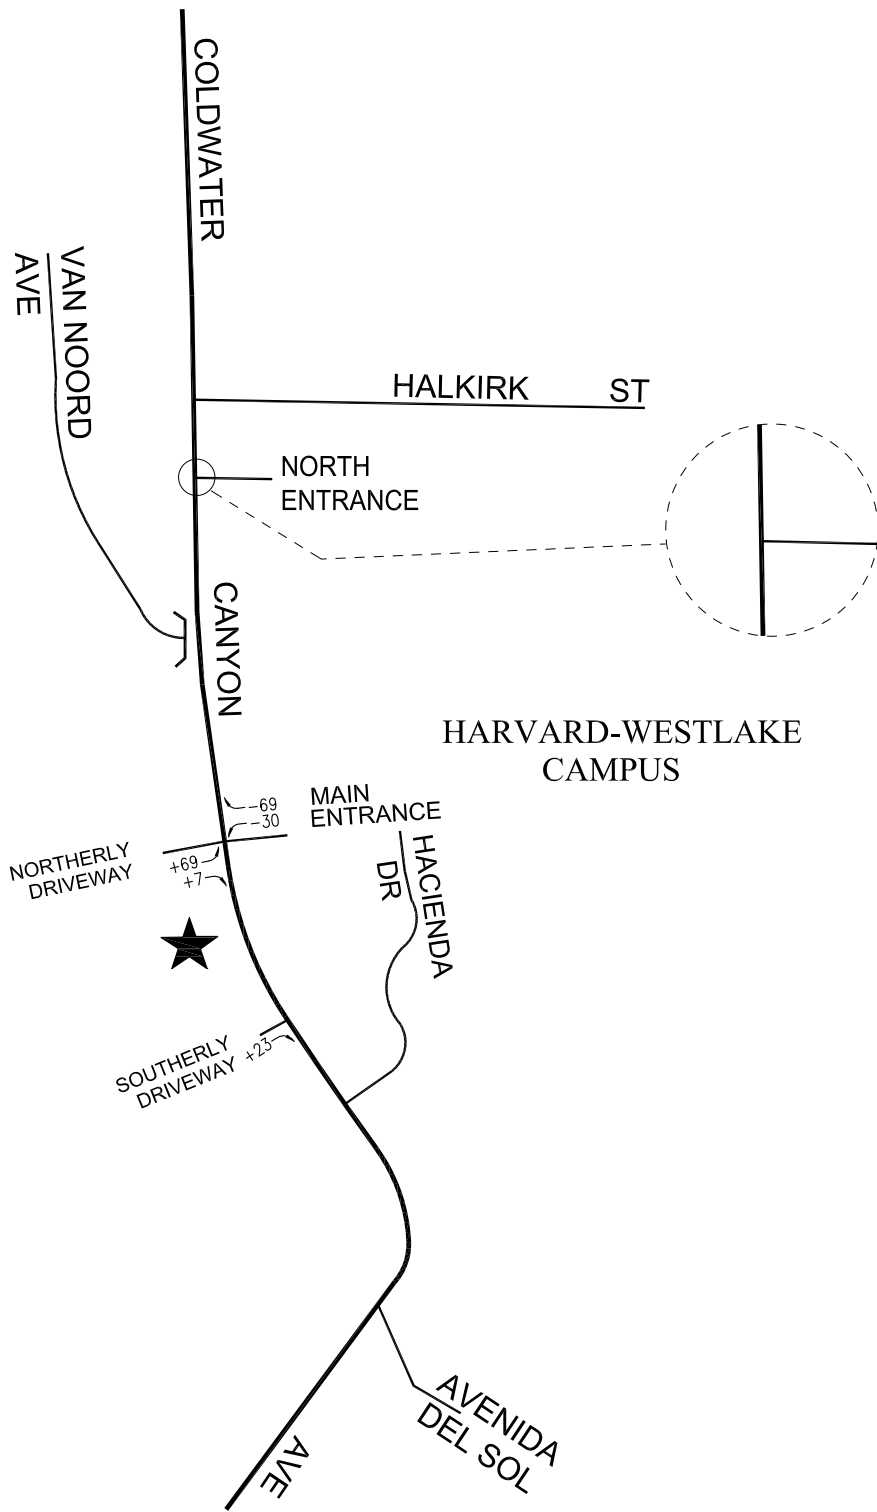 COLDWATER
VAN NOORD
AVE
HALKIRK ST
NORTH
ENTRANCE
CANYON
HARVARD-WESTLAKE
CAMPUS
-69
-30
MAIN
ENTRANCE
NORTHERLY
DRIVEWAY
+69
+7
HACIENDA
DR
SOUTHERLY
DRIVEWAY
+23
AVENIDA
DEL SOL
AVE